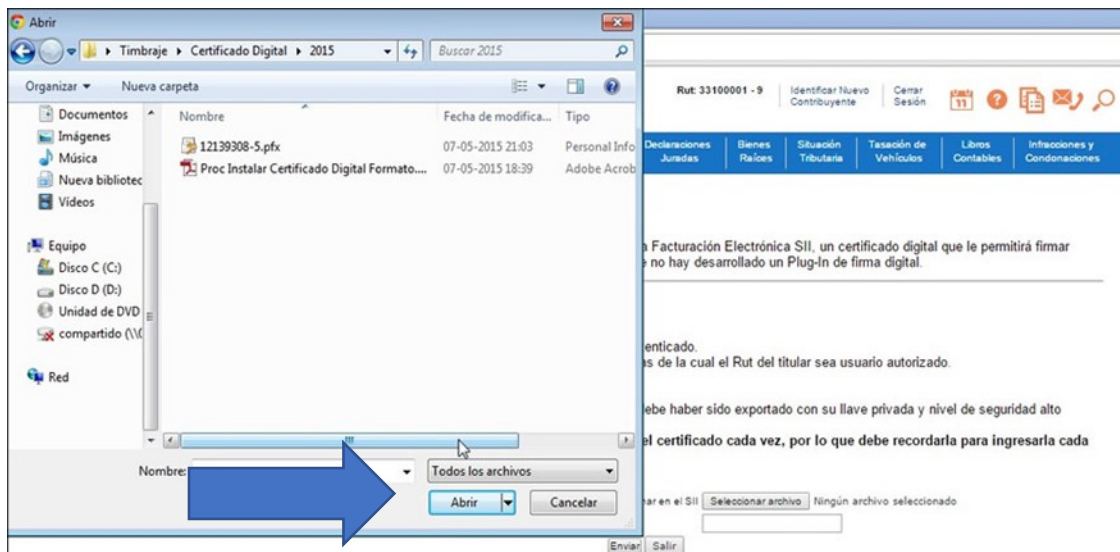 Abrir
Timbraje ▸ Certificado Digital ▸ 2015
Buscar 2015
Organizar
Nueva carpeta
Documentos
Imágenes
Música
Nueva bibliotec
Vídeos
Equipo
Disco C (C:)
Disco D (D:)
Unidad de DVD
compartido (\\
Red
Nombre
Fecha de modifica...
Tipo
12139308-5.pfx
07-05-2015 21:03
Personal Info
Proc Instalar Certificado Digital Formato....
07-05-2015 18:39
Adobe Acrob
Nombre:
Todos los archivos
Abrir
Cancelar
Rut: 33100001 - 9
Identificar Nuevo
Contribuyente
Cerrar
Sesión
11
Declaraciones
Juradas
Bienes
Raíces
Situación
Tributaria
Tasación de
Vehículos
Libros
Contables
Infracciones y
Condonaciones
Facturación Electrónica SII, un certificado digital que le permitirá firmar
no hay desarrollado un Plug-In de firma digital.
enticado.
as de la cual el Rut del titular sea usuario autorizado.
debe haber sido exportado con su llave privada y nivel de seguridad alto
el certificado cada vez, por lo que debe recordarla para ingresarla cada
ar en el SII
Seleccionar archivo
Ningún archivo seleccionado
Enviar
Salir